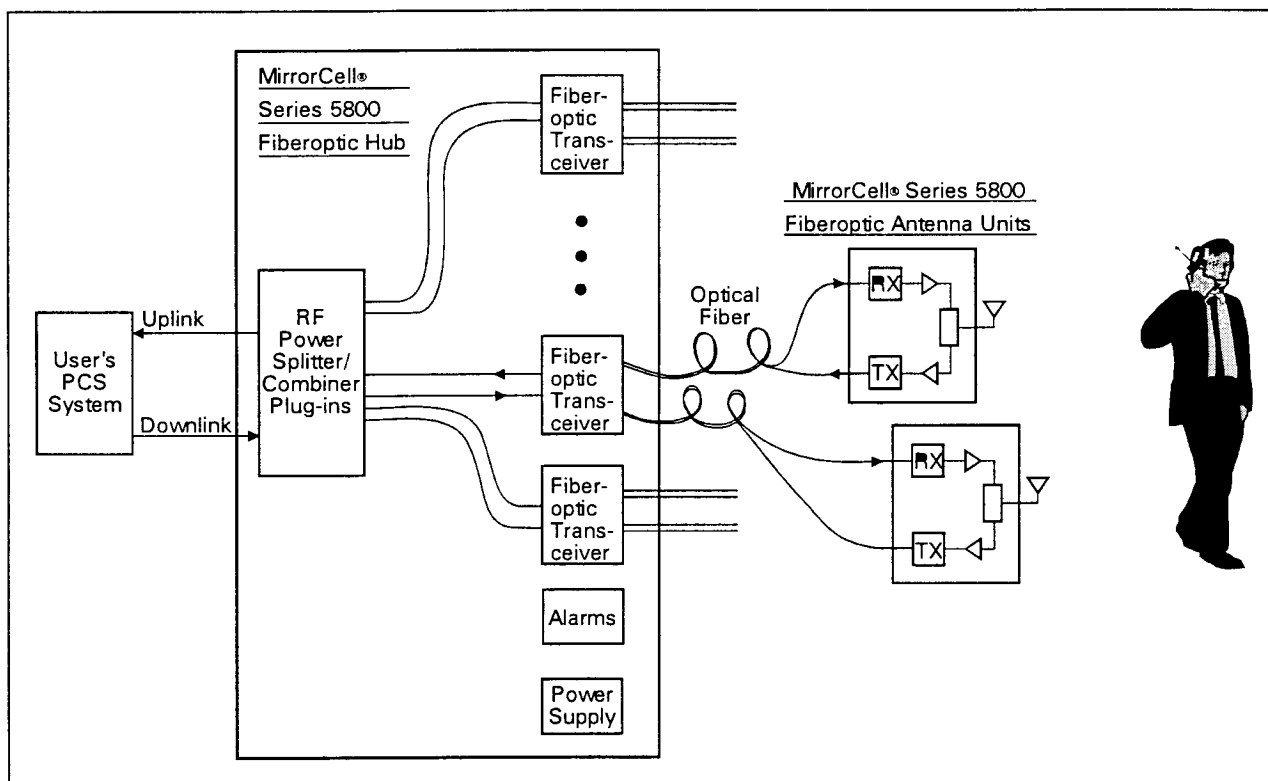 MirrorCell®
Series 5800
Fiberoptic Hub
Fiber-
optic
Trans-
ceiver
MirrorCell® Series 5800
Fiberoptic Antenna Units
User's
PCS
System
Uplink
Downlink
RF
Power
Splitter/
Combiner
Plug-ins
Fiber-
optic
Trans-
ceiver
Optical
Fiber
RX
TX
RX
TX
Fiber-
optic
Trans-
ceiver
Alarms
Power
Supply